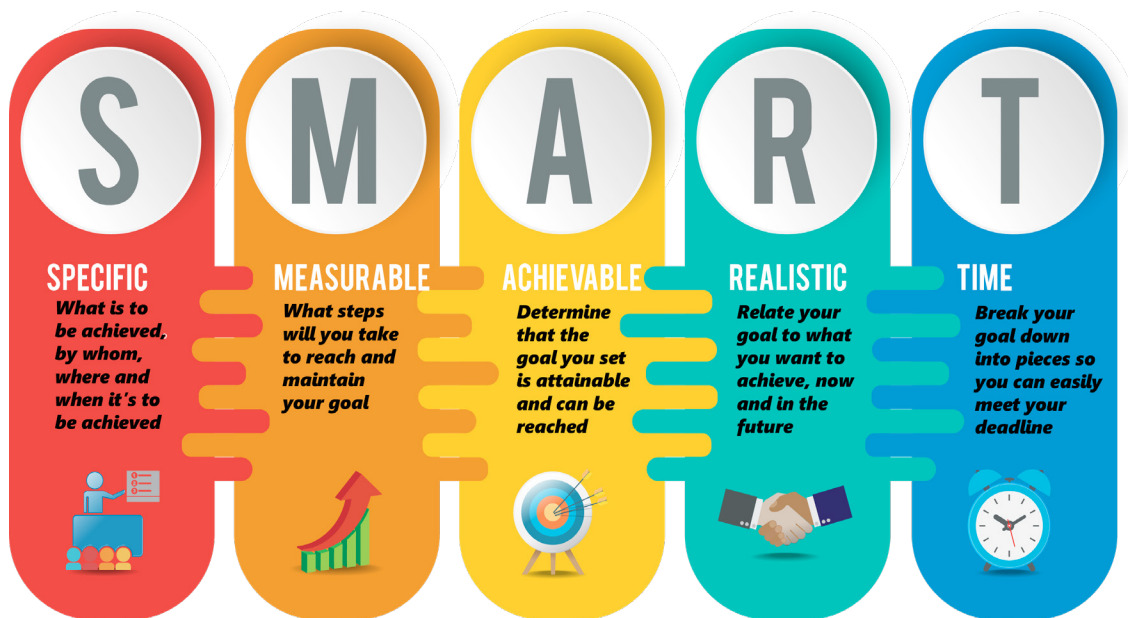 S
SPECIFIC
What is to
be achieved,
by whom,
where and
when it's to
be achieved
M
MEASURABLE
What steps
will you take
to reach and
maintain
your goal
A
ACHIEVABLE
Determine
that the
goal you set
is attainable
and can be
reached
R
REALISTIC
Relate your
goal to what
you want to
achieve, now
and in the
future
T
TIME
Break your
goal down
into pieces so
you can easily
meet your
deadline